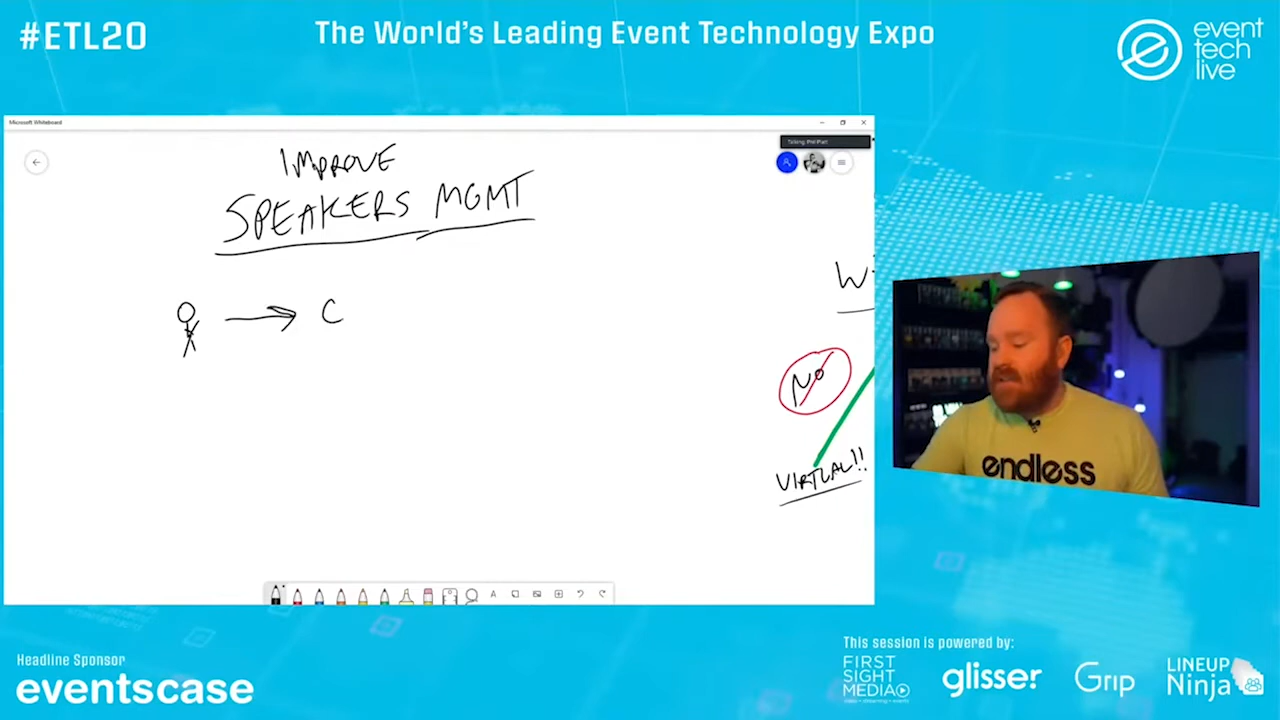 #ETL20
The World's Leading Event Technology Expo
event
tech
live
Microsoft Whiteboard
IMPROVE
SPEAKERS MGMT
C
W
NO
VIRTUAL!!
A
endless
This session is powered by:
Headline Sponsor
eventscase
FIRST
SIGHT
MEDIA
glisser
Grip
LINEUP
Ninja